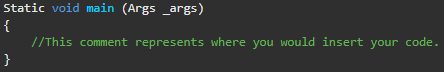 Static void main (Args _args)
{
//This comment represents where you would insert your code.
}